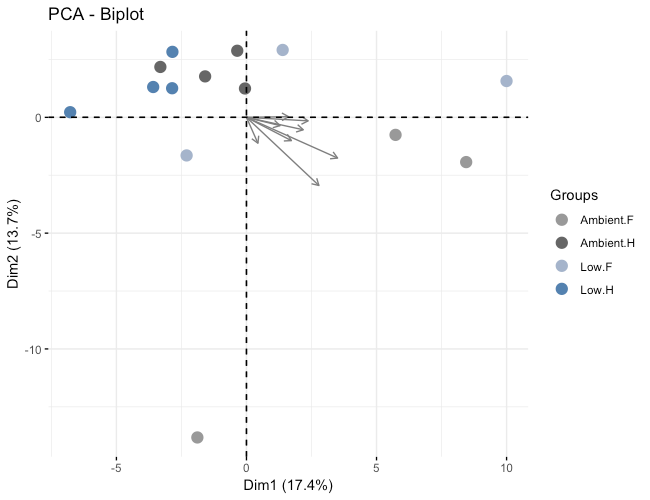 PCA - Biplot
0
-5
-10
Dim2 (13.7%)
-5 0 5 10
Dim1 (17.4%)
Groups
Ambient.F
Ambient.H
Low.F
Low.H